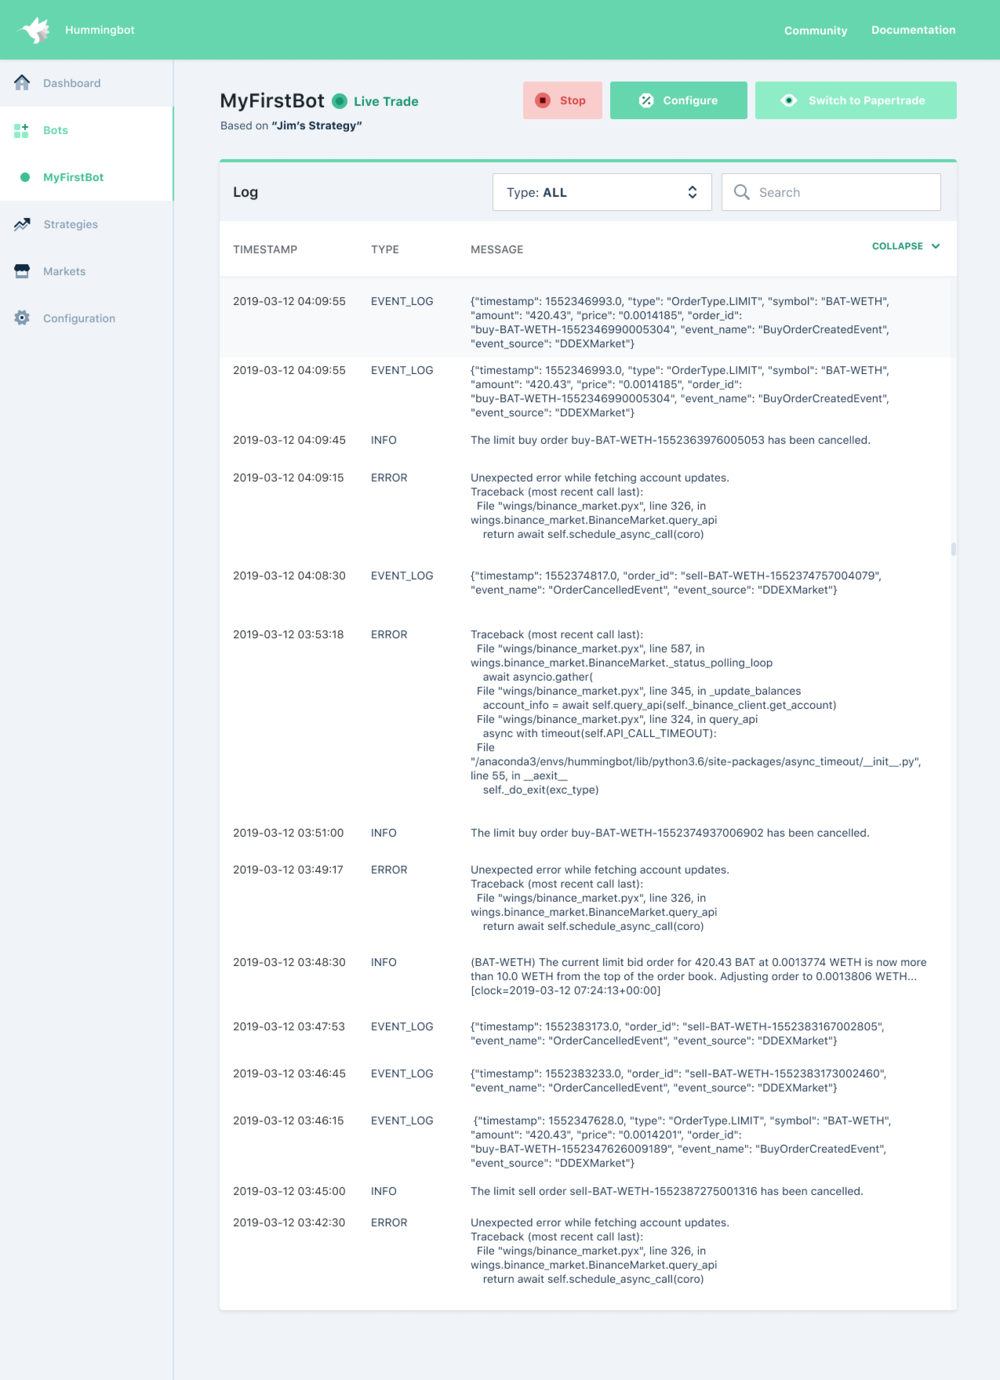 Hummingbot
Community
Documentation
Dashboard
Bots
MyFirstBot
Strategies
Markets
Configuration
MyFirstBot Live Trade
Based on “Jim’s Strategy”
Stop
Configure
Switch to Papertrade
Log
Type: ALL
Search
TIMESTAMP TYPE MESSAGE COLLAPSE
2019-03-12 04:09:55 EVENT_LOG {"timestamp": 1552346993.0, "type": "OrderType.LIMIT", "symbol": "BAT-WETH",
"amount": "420.43", "price": "0.0014185", "order_id":
"buy-BAT-WETH-1552346990005304", "event_name": "BuyOrderCreatedEvent",
"event_source": "DDEXMarket"}
2019-03-12 04:09:55 EVENT_LOG {"timestamp": 1552346993.0, "type": "OrderType.LIMIT", "symbol": "BAT-WETH",
"amount": "420.43", "price": "0.0014185", "order_id":
"buy-BAT-WETH-1552346990005304", "event_name": "BuyOrderCreatedEvent",
"event_source": "DDEXMarket"}
2019-03-12 04:09:45 INFO The limit buy order buy-BAT-WETH-1552363976005053 has been cancelled.
2019-03-12 04:09:15 ERROR Unexpected error while fetching account updates.
Traceback (most recent call last):
File "wings/binance_market.pyx", line 326, in
wings.binance_market.BinanceMarket.query_api
return await self.schedule_async_call(coro)
2019-03-12 04:08:30 EVENT_LOG {"timestamp": 1552374817.0, "order_id": "sell-BAT-WETH-1552374757004079",
"event_name": "OrderCancelledEvent", "event_source": "DDEXMarket"}
2019-03-12 03:53:18 ERROR Traceback (most recent call last):
File "wings/binance_market.pyx", line 587, in
wings.binance_market.BinanceMarket._status_polling_loop
await asyncio.gather(
File "wings/binance_market.pyx", line 345, in _update_balances
account_info = await self.query_api(self._binance_client.get_account)
File "wings/binance_market.pyx", line 324, in query_api
async with timeout(self.API_CALL_TIMEOUT):
File
"/anaconda3/envs/hummingbot/lib/python3.6/site-packages/async_timeout/__init__.py",
line 55, in __aexit__
self._do_exit(exc_type)
2019-03-12 03:51:00 INFO The limit buy order buy-BAT-WETH-1552374937006902 has been cancelled.
2019-03-12 03:49:17 ERROR Unexpected error while fetching account updates.
Traceback (most recent call last):
File "wings/binance_market.pyx", line 326, in
wings.binance_market.BinanceMarket.query_api
return await self.schedule_async_call(coro)
2019-03-12 03:48:30 INFO (BAT-WETH) The current limit bid order for 420.43 BAT at 0.0013774 WETH is now more
than 10.0 WETH from the top of the order book. Adjusting order to 0.0013806 WETH...
[clock=2019-03-12 07:24:13+00:00]
2019-03-12 03:47:53 EVENT_LOG {"timestamp": 1552383173.0, "order_id": "sell-BAT-WETH-1552383167002805",
"event_name": "OrderCancelledEvent", "event_source": "DDEXMarket"}
2019-03-12 03:46:45 EVENT_LOG {"timestamp": 1552383233.0, "order_id": "sell-BAT-WETH-1552383173002460",
"event_name": "OrderCancelledEvent", "event_source": "DDEXMarket"}
2019-03-12 03:46:15 EVENT_LOG {"timestamp": 1552347628.0, "type": "OrderType.LIMIT", "symbol": "BAT-WETH",
"amount": "420.43", "price": "0.0014201", "order_id":
"buy-BAT-WETH-1552347626009189", "event_name": "BuyOrderCreatedEvent",
"event_source": "DDEXMarket"}
2019-03-12 03:45:00 INFO The limit sell order sell-BAT-WETH-1552387275001316 has been cancelled.
2019-03-12 03:42:30 ERROR Unexpected error while fetching account updates.
Traceback (most recent call last):
File "wings/binance_market.pyx", line 326, in
wings.binance_market.BinanceMarket.query_api
return await self.schedule_async_call(coro)